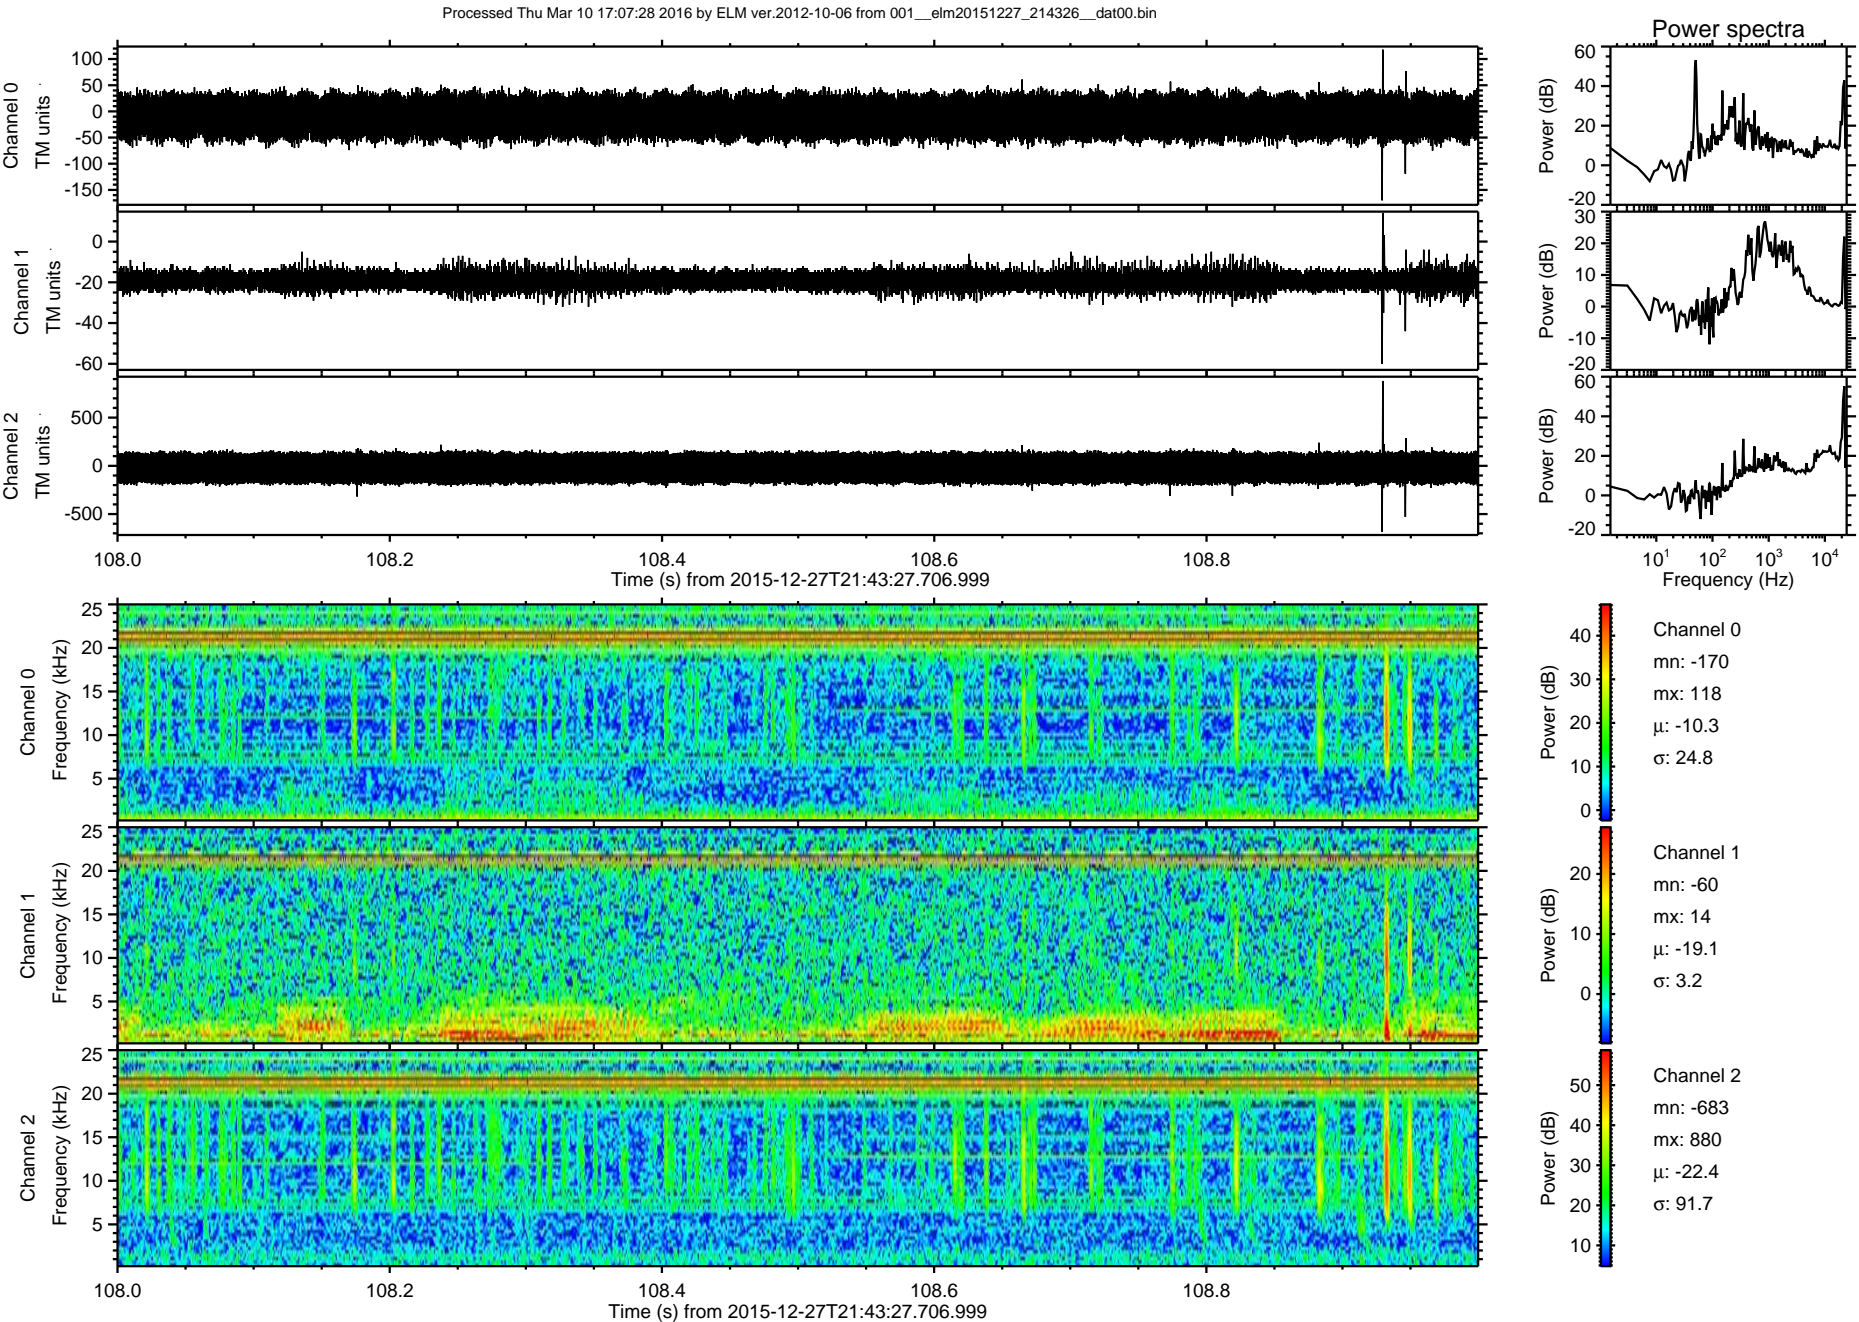 Processed Thu Mar 10 17:07:28 2016 by ELM ver.2012-10-06 from 001__elm20151227_214326__dat00.bin
Power spectra
Channel 0
TM units
100
50
0
-50
-100
-150
Power (dB)
60
40
20
0
-20
Channel 1
TM units
0
-20
-40
-60
Power (dB)
30
20
10
0
-10
-20
Channel 2
TM units
500
0
-500
Power (dB)
60
40
20
0
-20
108.0 108.2 108.4 108.6 108.8
Time (s) from 2015-12-27T21:43:27.706.999
10^1 10^2 10^3 10^4
Frequency (Hz)
Channel 0
Frequency (kHz)
25
20
15
10
5
Power (dB)
40
30
20
10
0
Channel 0
mn: -170
mx: 118
µ: -10.3
σ: 24.8
Channel 1
Frequency (kHz)
25
20
15
10
5
Power (dB)
20
10
0
Channel 1
mn: -60
mx: 14
µ: -19.1
σ: 3.2
Channel 2
Frequency (kHz)
25
20
15
10
5
Power (dB)
50
40
30
20
10
Channel 2
mn: -683
mx: 880
µ: -22.4
σ: 91.7
108.0 108.2 108.4 108.6 108.8
Time (s) from 2015-12-27T21:43:27.706.999